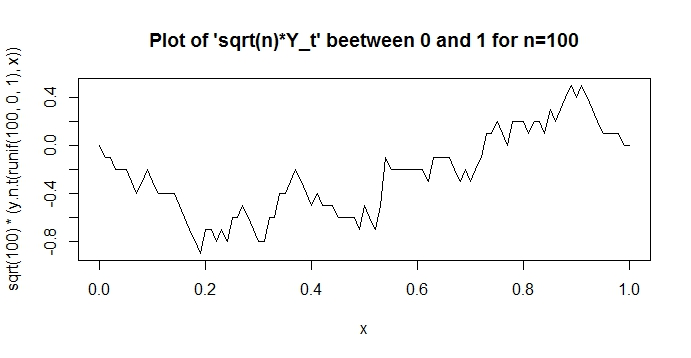 Plot of 'sqrt(n)*Y_t' beetween 0 and 1 for n=100
sqrt(100) * (y.n.t(runif(100, 0, 1), x))
0.4
0.0
-0.4
-0.8
0.0 0.2 0.4 0.6 0.8 1.0
x